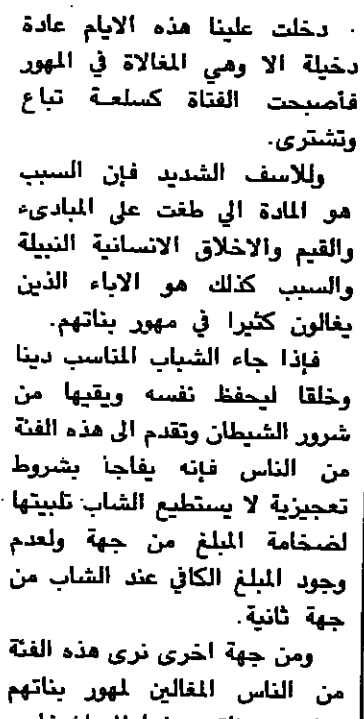 دخلت علينا هذه الايام عادة
دخيلة الا وهي المغالاة في المهور
فأصبحت الفتاة كسلعة تباع
وتشترى.
وللاسف الشديد فإن السبب
هو المادة الي طغت على المبادىء
والقيم والاخلاق الانسانية النبيلة
والسبب كذلك هو الاباء الذين
يغالون كثيرا في مهور بناتهم.
فإذا جاء الشباب المناسب دينا
وخلقا ليحفظ نفسه ويقيها من
شرور الشيطان وتقدم الى هذه الفئة
من الناس فإنه يفاجأ بشروط
تعجيزية لا يستطيع الشاب تلبيتها
لضخامة المبلغ من جهة ولعدم
وجود المبلغ الكافي عند الشاب من
جهة ثانية.
ومن جهة اخرى نرى هذه الفئة
من الناس المغالين لمهور بناتهم